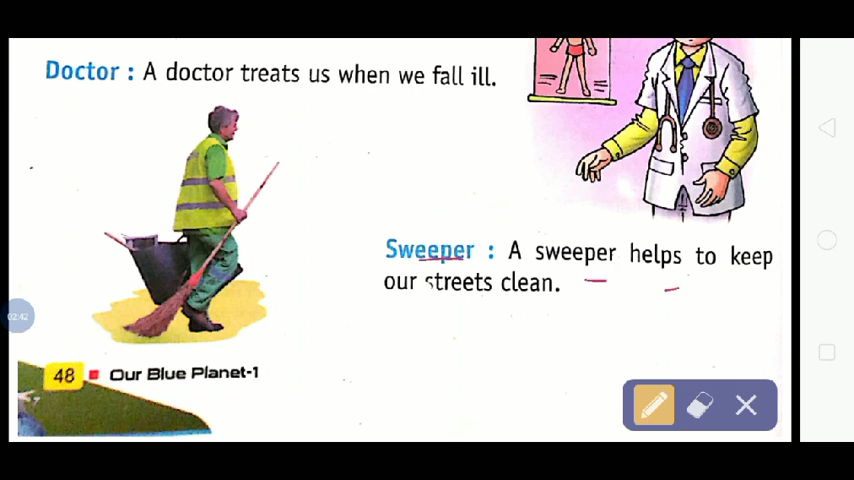 Doctor : A doctor treats us when we fall ill.
Sweeper : A sweeper helps to keep
our streets clean.
02:42
48 Our Blue Planet-1